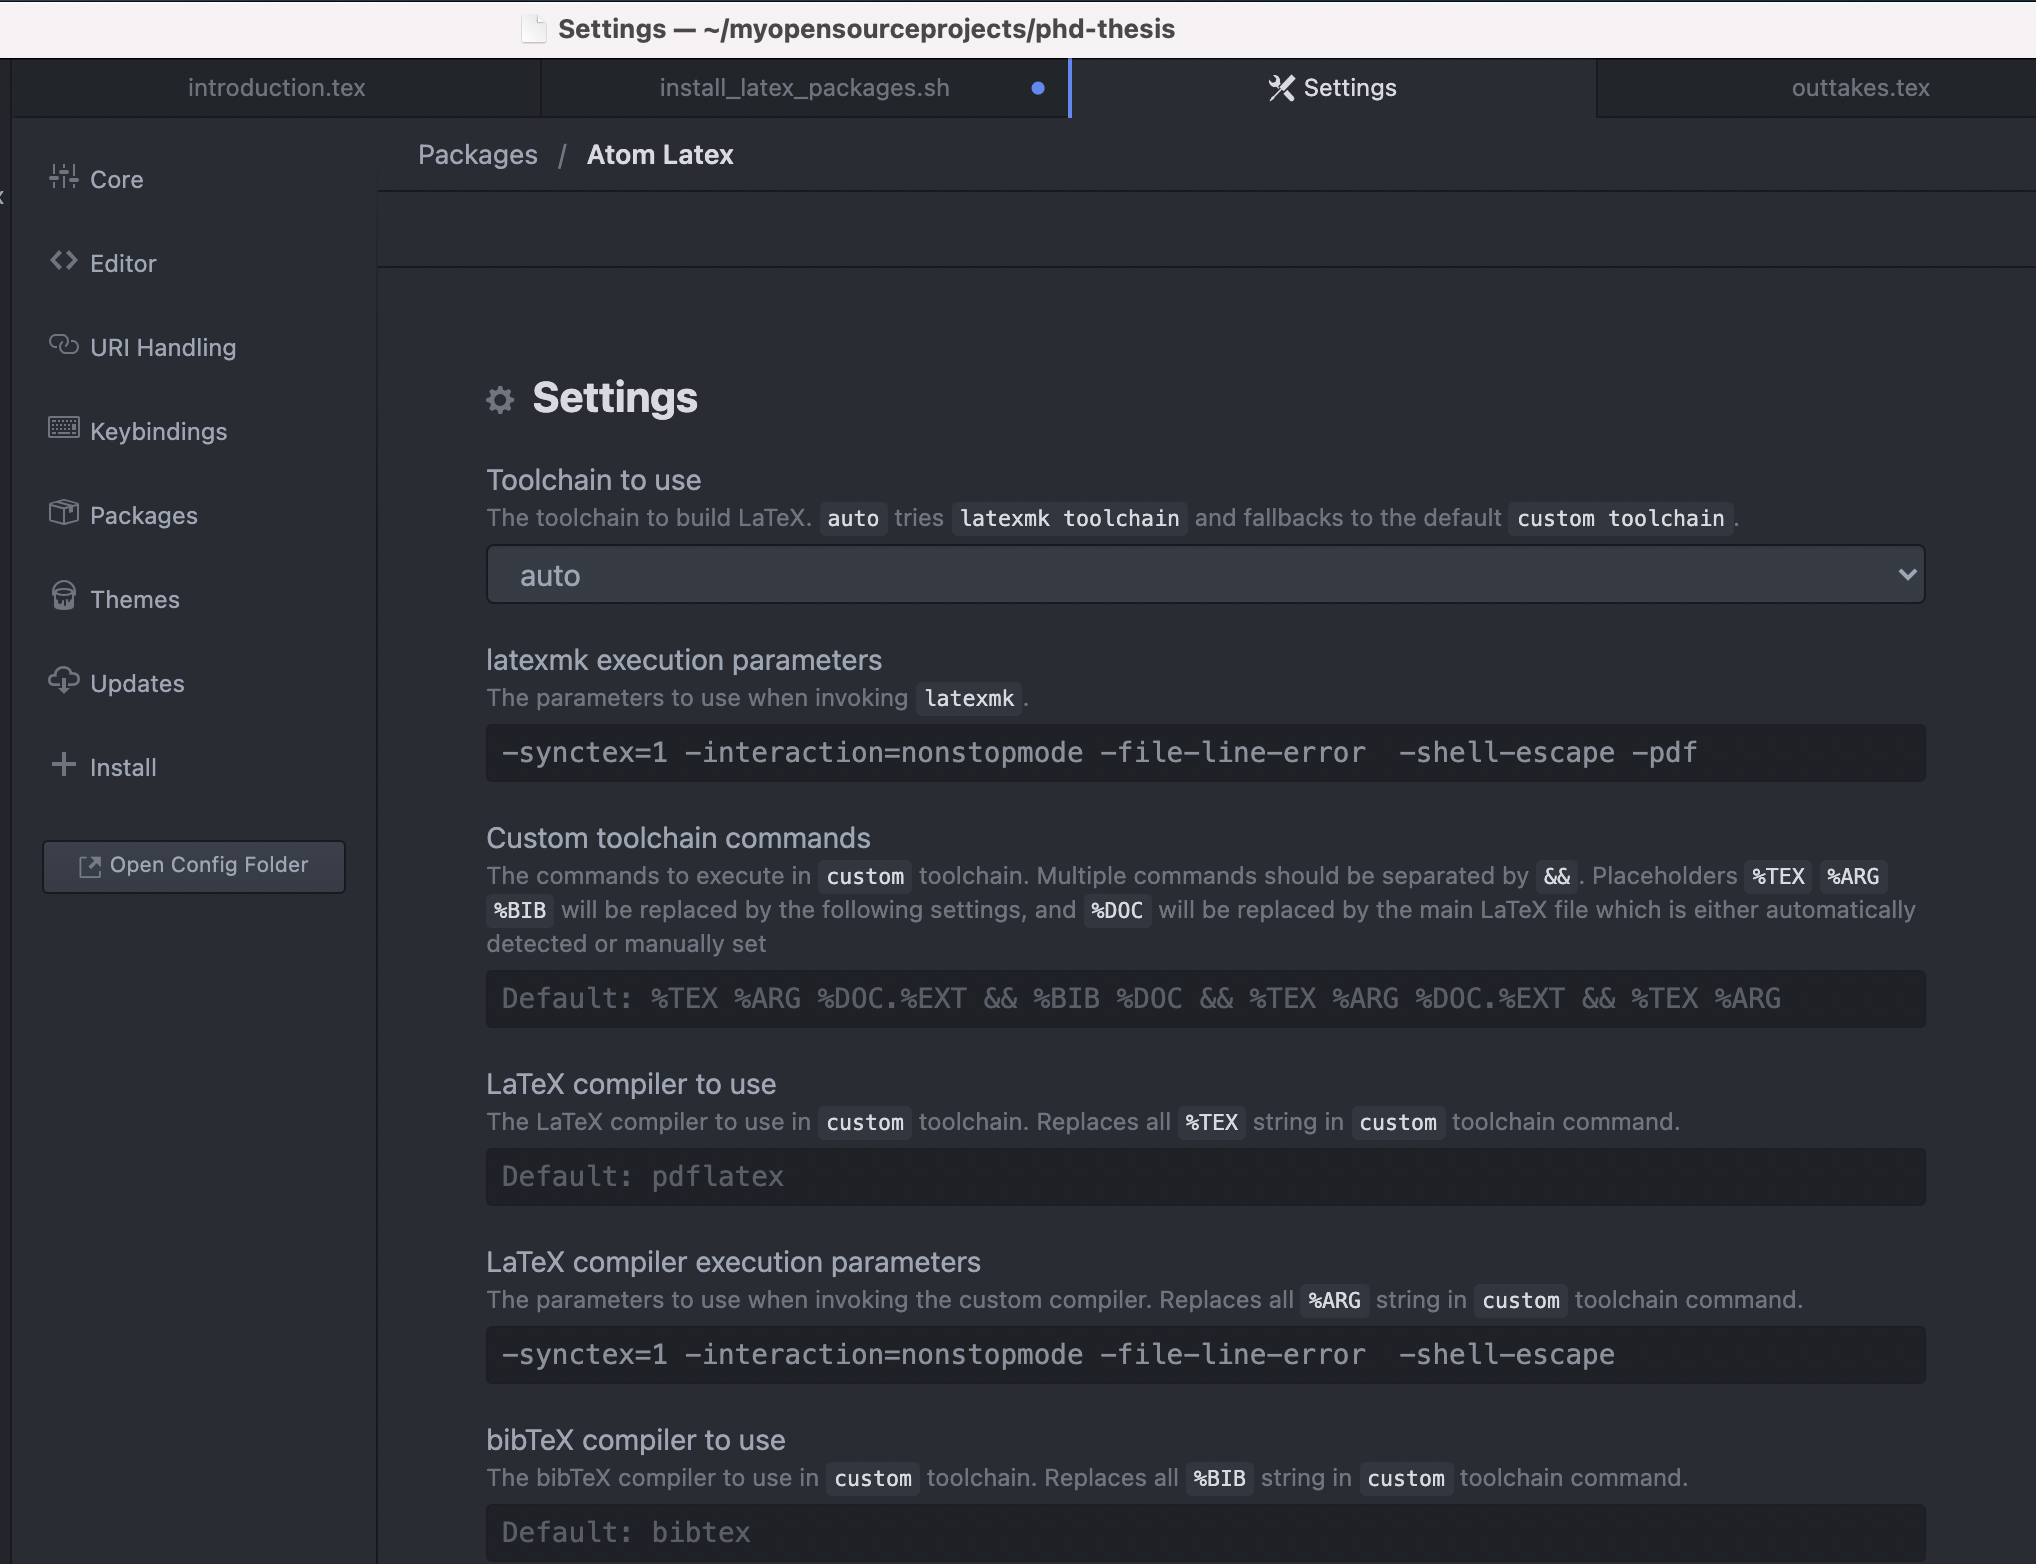 Settings — ~/myopensourceprojects/phd-thesis
introduction.tex
install_latex_packages.sh
Settings
outtakes.tex
Packages / Atom Latex
Core
Editor
URI Handling
Keybindings
Packages
Themes
Updates
Install
Open Config Folder
Settings
Toolchain to use
The toolchain to build LaTeX. auto tries latexmk toolchain and fallbacks to the default custom toolchain.
auto
latexmk execution parameters
The parameters to use when invoking latexmk.
-synctex=1 -interaction=nonstopmode -file-line-error  -shell-escape -pdf
Custom toolchain commands
The commands to execute in custom toolchain. Multiple commands should be separated by &&. Placeholders %TEX %ARG
%BIB will be replaced by the following settings, and %DOC will be replaced by the main LaTeX file which is either automatically
detected or manually set
Default: %TEX %ARG %DOC.%EXT && %BIB %DOC && %TEX %ARG %DOC.%EXT && %TEX %ARG
LaTeX compiler to use
The LaTeX compiler to use in custom toolchain. Replaces all %TEX string in custom toolchain command.
Default: pdflatex
LaTeX compiler execution parameters
The parameters to use when invoking the custom compiler. Replaces all %ARG string in custom toolchain command.
-synctex=1 -interaction=nonstopmode -file-line-error  -shell-escape
bibTeX compiler to use
The bibTeX compiler to use in custom toolchain. Replaces all %BIB string in custom toolchain command.
Default: bibtex